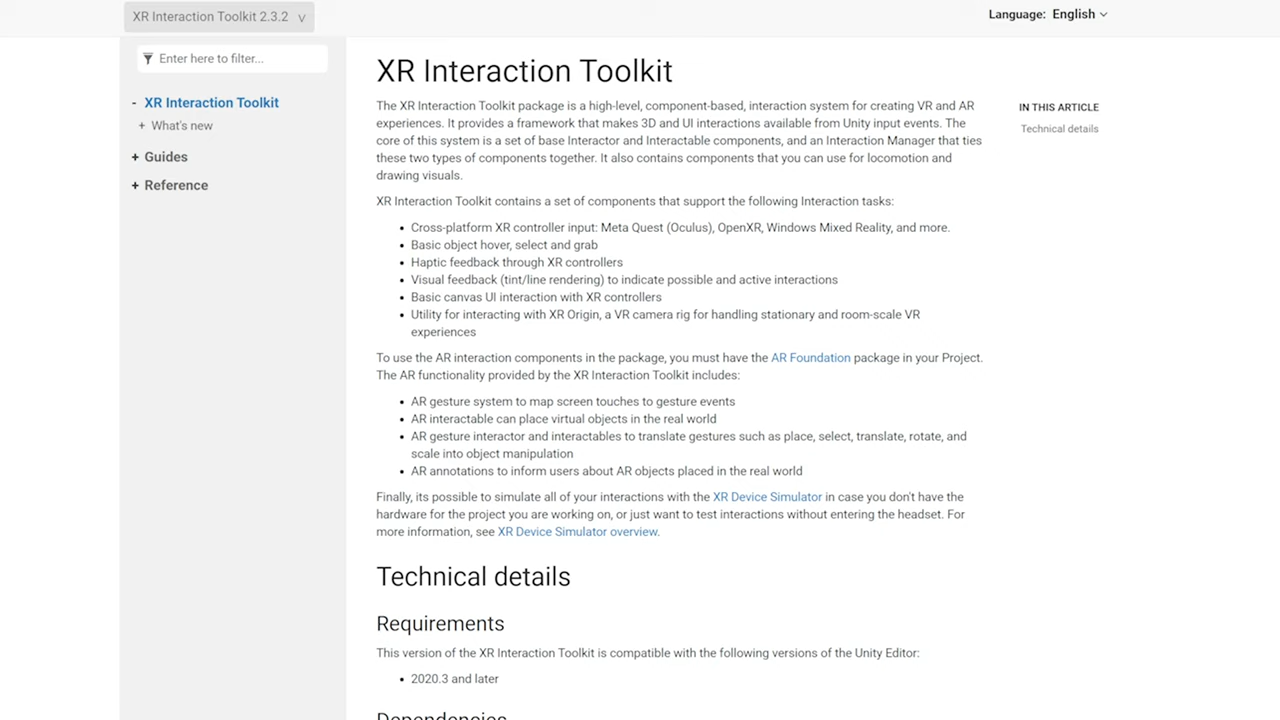 XR Interaction Toolkit 2.3.2 v
Language: English
Enter here to filter...
- XR Interaction Toolkit
+ What's new
+ Guides
+ Reference
XR Interaction Toolkit
The XR Interaction Toolkit package is a high-level, component-based, interaction system for creating VR and AR
experiences. It provides a framework that makes 3D and UI interactions available from Unity input events. The
core of this system is a set of base Interactor and Interactable components, and an Interaction Manager that ties
these two types of components together. It also contains components that you can use for locomotion and
drawing visuals.
XR Interaction Toolkit contains a set of components that support the following Interaction tasks:
• Cross-platform XR controller input: Meta Quest (Oculus), OpenXR, Windows Mixed Reality, and more.
• Basic object hover, select and grab
• Haptic feedback through XR controllers
• Visual feedback (tint/line rendering) to indicate possible and active interactions
• Basic canvas UI interaction with XR controllers
• Utility for interacting with XR Origin, a VR camera rig for handling stationary and room-scale VR
experiences
To use the AR interaction components in the package, you must have the AR Foundation package in your Project.
The AR functionality provided by the XR Interaction Toolkit includes:
• AR gesture system to map screen touches to gesture events
• AR interactable can place virtual objects in the real world
• AR gesture interactor and interactables to translate gestures such as place, select, translate, rotate, and
scale into object manipulation
• AR annotations to inform users about AR objects placed in the real world
Finally, its possible to simulate all of your interactions with the XR Device Simulator in case you don't have the
hardware for the project you are working on, or just want to test interactions without entering the headset. For
more information, see XR Device Simulator overview.
Technical details
Requirements
This version of the XR Interaction Toolkit is compatible with the following versions of the Unity Editor:
• 2020.3 and later
Dependencies
IN THIS ARTICLE
Technical details